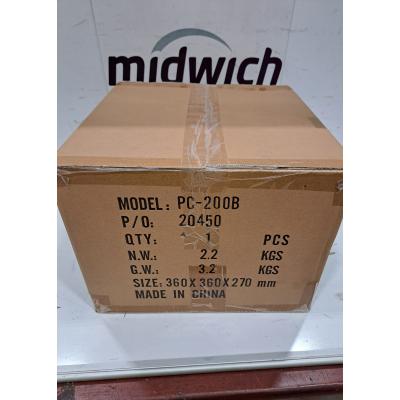 midwich
MODEL: PC-200B
P/O: 20450
QTY: 1 PCS
N.W.: 2.2 KGS
G.W.: 3.2 KGS
SIZE: 360X360X270 mm
MADE IN CHINA